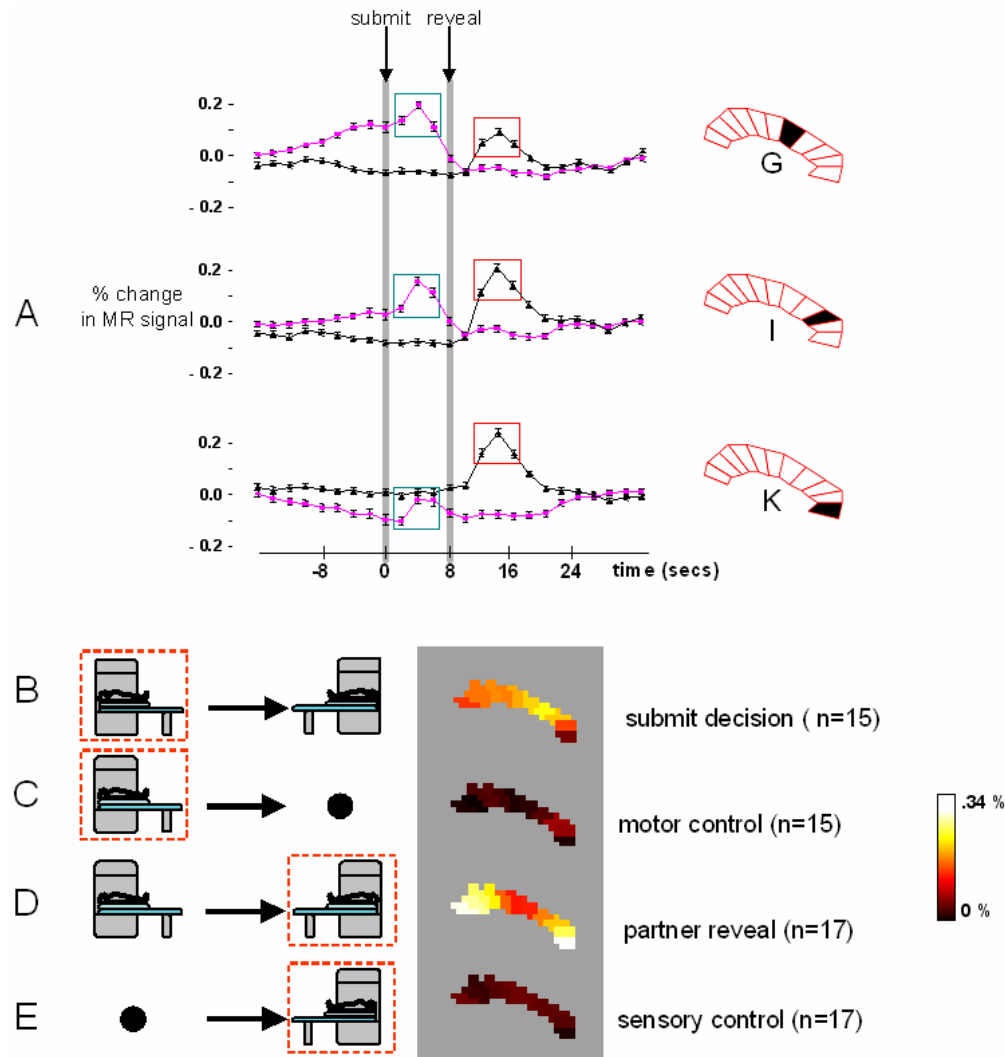 submit reveal
0.2 -
-
0.0 -
-
- 0.2 -
G
0.2 -
-
A
% change
in MR signal
0.0 -
-
- 0.2 -
I
0.2 -
-
0.0 -
-
- 0.2 -
K
-8 0 8 16 24 time (secs)
B
submit decision ( n=15)
C
motor control (n=15)
.34 %
0 %
D
partner reveal (n=17)
E
sensory control (n=17)